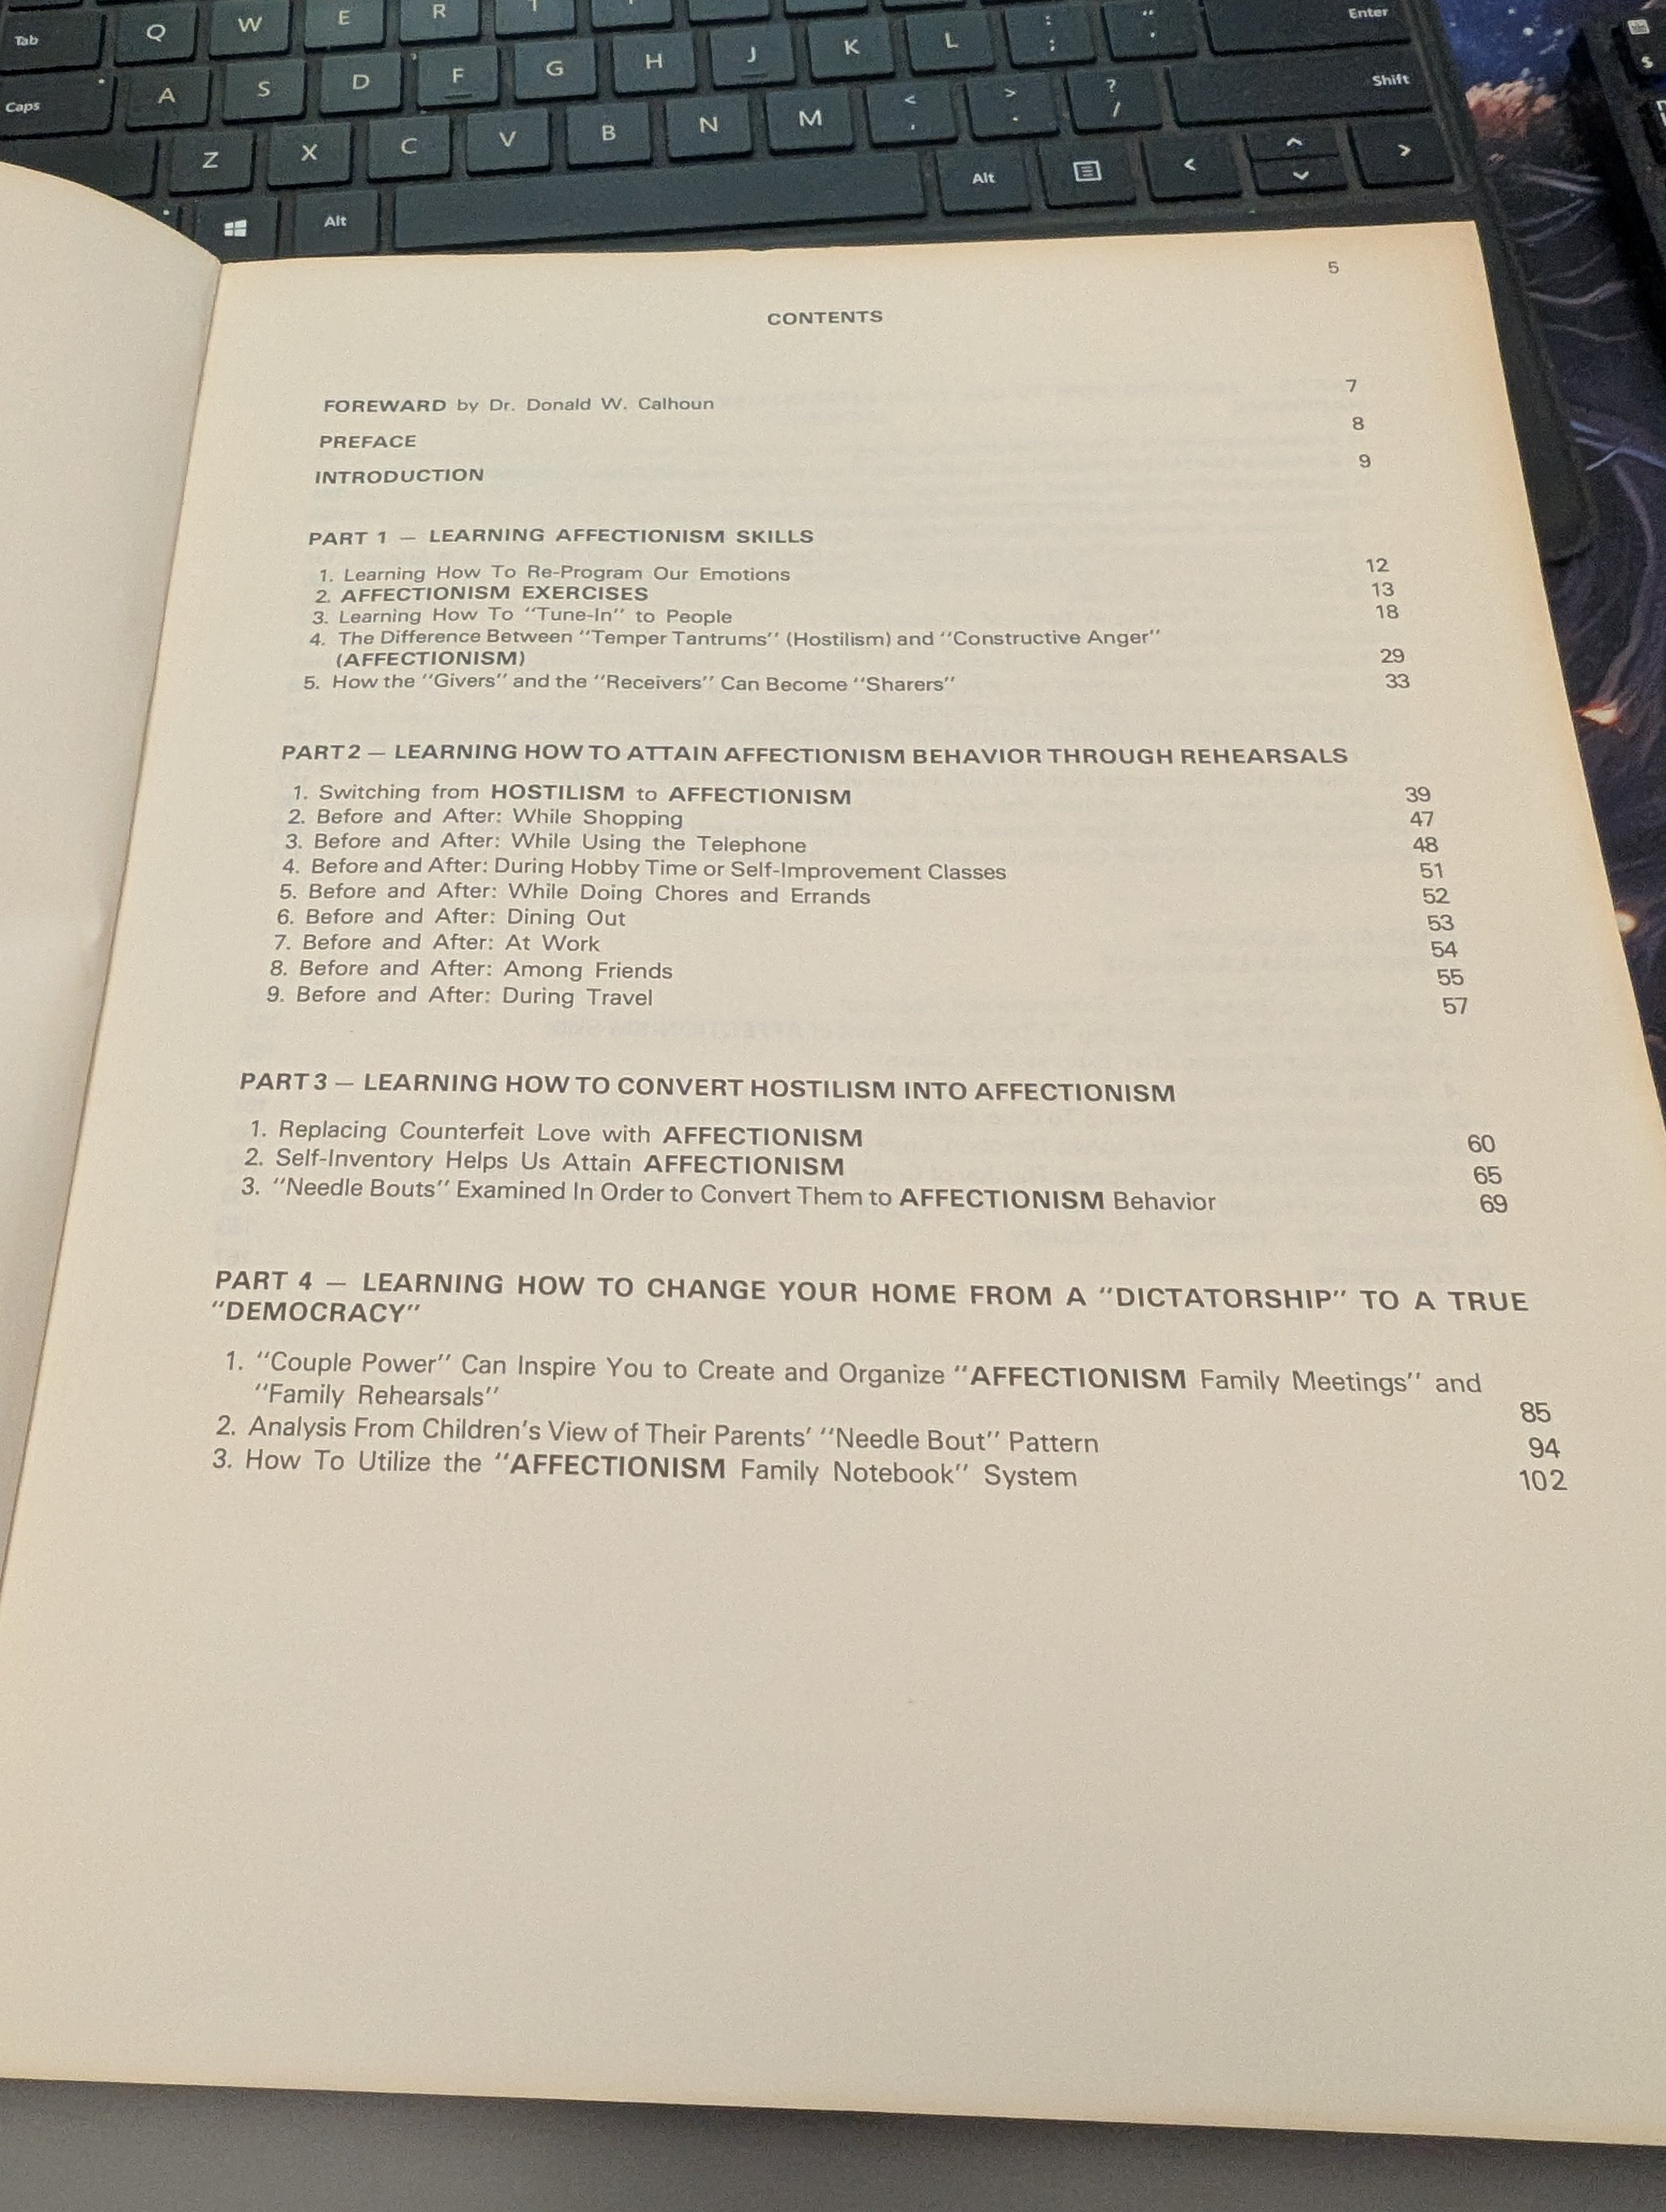 Tab Q W E R T Enter
Caps A S D F G H J K L : ; " ' Shift
Z X C V B N M < , > . ? /
Alt Alt < >
$
5
CONTENTS
FOREWARD by Dr. Donald W. Calhoun 7
PREFACE 8
INTRODUCTION 9
PART 1 — LEARNING AFFECTIONISM SKILLS
1. Learning How To Re-Program Our Emotions 12
2. AFFECTIONISM EXERCISES 13
3. Learning How To "Tune-In" to People 18
4. The Difference Between "Temper Tantrums" (Hostilism) and "Constructive Anger"
(AFFECTIONISM) 29
5. How the "Givers" and the "Receivers" Can Become "Sharers" 33
PART 2 — LEARNING HOW TO ATTAIN AFFECTIONISM BEHAVIOR THROUGH REHEARSALS
1. Switching from HOSTILISM to AFFECTIONISM 39
2. Before and After: While Shopping 47
3. Before and After: While Using the Telephone 48
4. Before and After: During Hobby Time or Self-Improvement Classes 51
5. Before and After: While Doing Chores and Errands 52
6. Before and After: Dining Out 53
7. Before and After: At Work 54
8. Before and After: Among Friends 55
9. Before and After: During Travel 57
PART 3 — LEARNING HOW TO CONVERT HOSTILISM INTO AFFECTIONISM
1. Replacing Counterfeit Love with AFFECTIONISM 60
2. Self-Inventory Helps Us Attain AFFECTIONISM 65
3. "Needle Bouts" Examined In Order to Convert Them to AFFECTIONISM Behavior 69
PART 4 — LEARNING HOW TO CHANGE YOUR HOME FROM A "DICTATORSHIP" TO A TRUE
"DEMOCRACY"
1. "Couple Power" Can Inspire You to Create and Organize "AFFECTIONISM Family Meetings" and
"Family Rehearsals" 85
2. Analysis From Children's View of Their Parents' "Needle Bout" Pattern 94
3. How To Utilize the "AFFECTIONISM Family Notebook" System 102